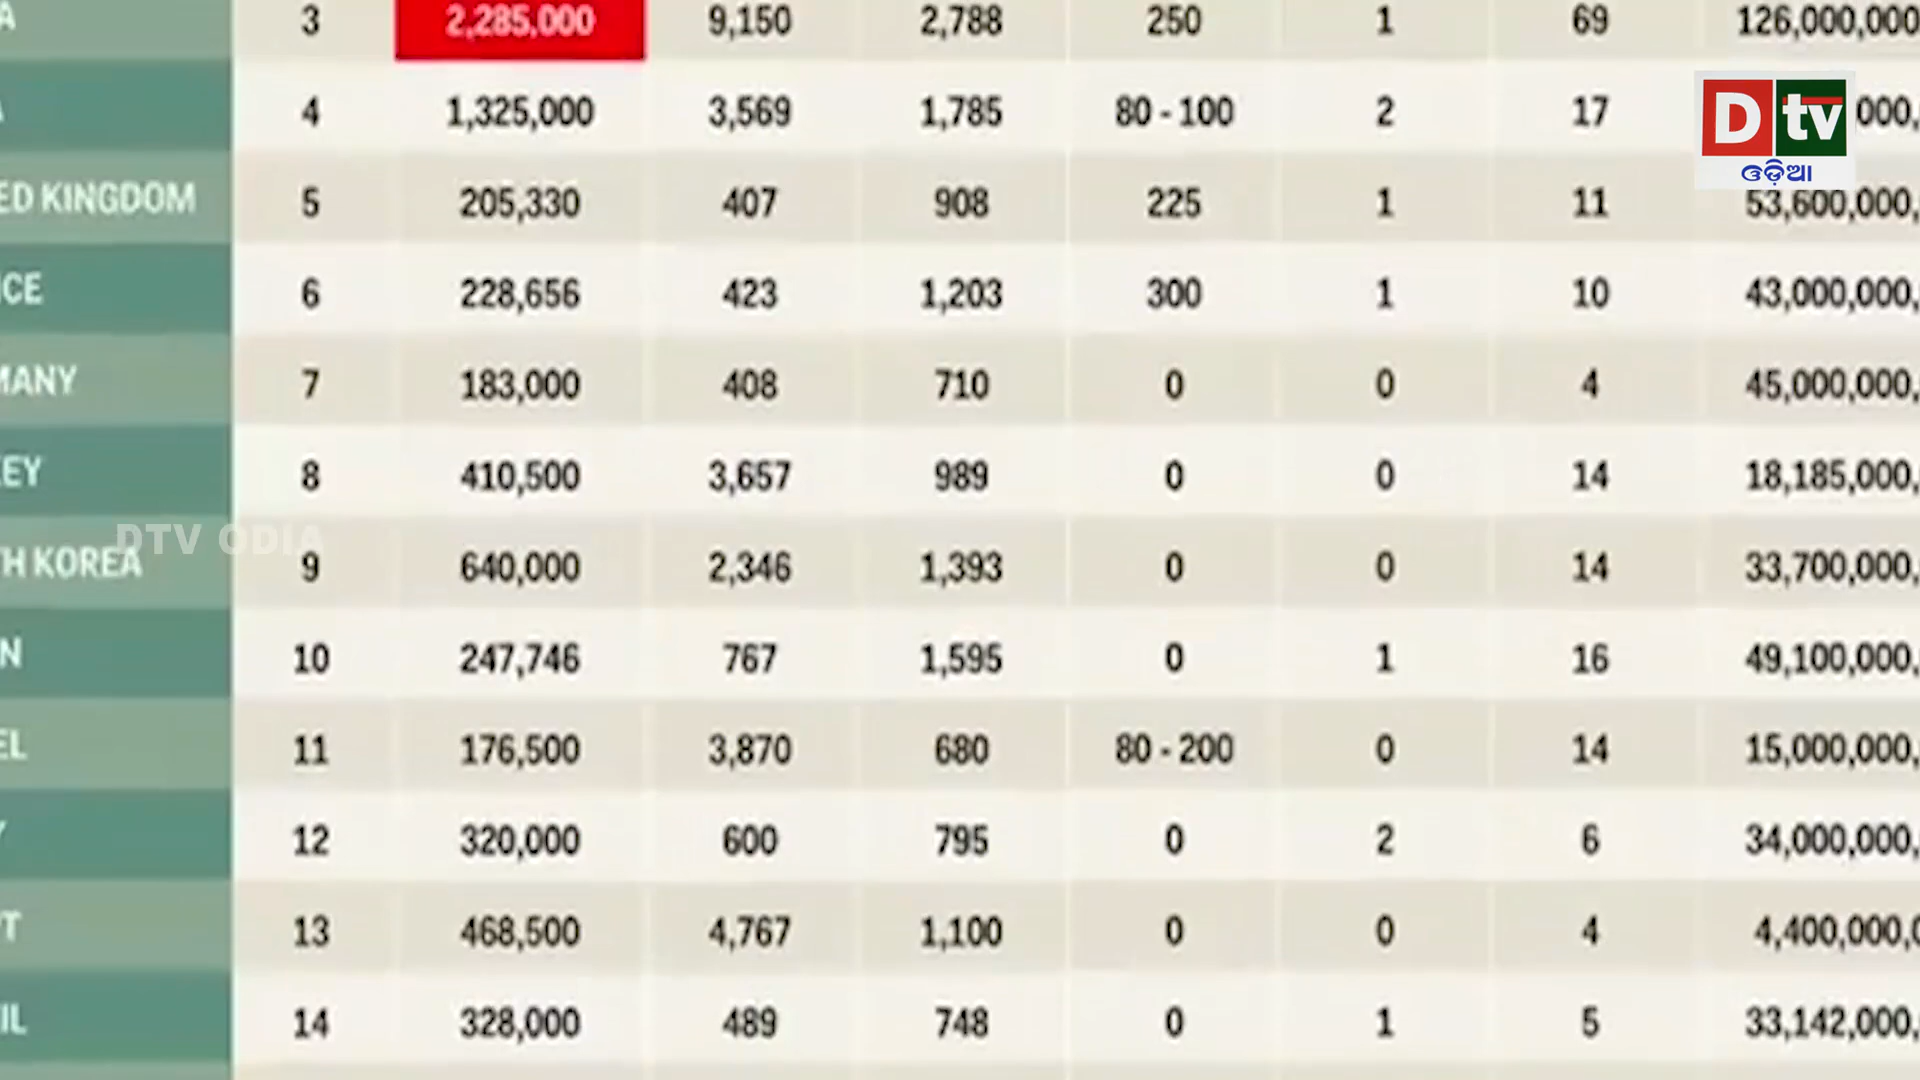 A 3 2,285,000 9,150 2,788 250 1 69 126,000,000
A 4 1,325,000 3,569 1,785 80 - 100 2 17 000,
ED KINGDOM 5 205,330 407 908 225 1 11 53,600,000,
ICE 6 228,656 423 1,203 300 1 10 43,000,000,
MANY 7 183,000 408 710 0 0 4 45,000,000,
KEY 8 410,500 3,657 989 0 0 14 18,185,000,
TH KOREA 9 640,000 2,346 1,393 0 0 14 33,700,000,
N 10 247,746 767 1,595 0 1 16 49,100,000,
EL 11 176,500 3,870 680 80 - 200 0 14 15,000,000,
Y 12 320,000 600 795 0 2 6 34,000,000,
PT 13 468,500 4,767 1,100 0 0 4 4,400,000,0
IL 14 328,000 489 748 0 1 5 33,142,000,
D tv
ଓଡ଼ିଆ
DTV ODIA